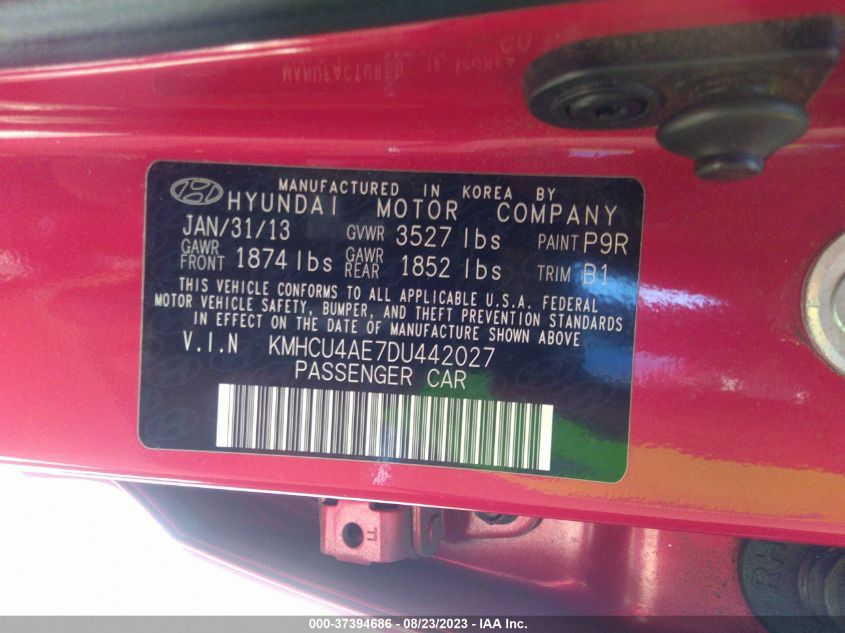 MANUFACTURED IN KOREA BY
HYUNDAI MOTOR COMPANY
JAN/31/13 GVWR 3527 lbs PAINT P9R
GAWR FRONT 1874 lbs GAWR REAR 1852 lbs TRIM B1
THIS VEHICLE CONFORMS TO ALL APPLICABLE U.S.A. FEDERAL
MOTOR VEHICLE SAFETY, BUMPER, AND THEFT PREVENTION STANDARDS
IN EFFECT ON THE DATE OF MANUFACTURE SHOWN ABOVE
V.I.N KMHCU4AE7DU442027
PASSENGER CAR
LL
RH
000-37394686 - 08/23/2023 - IAA Inc.